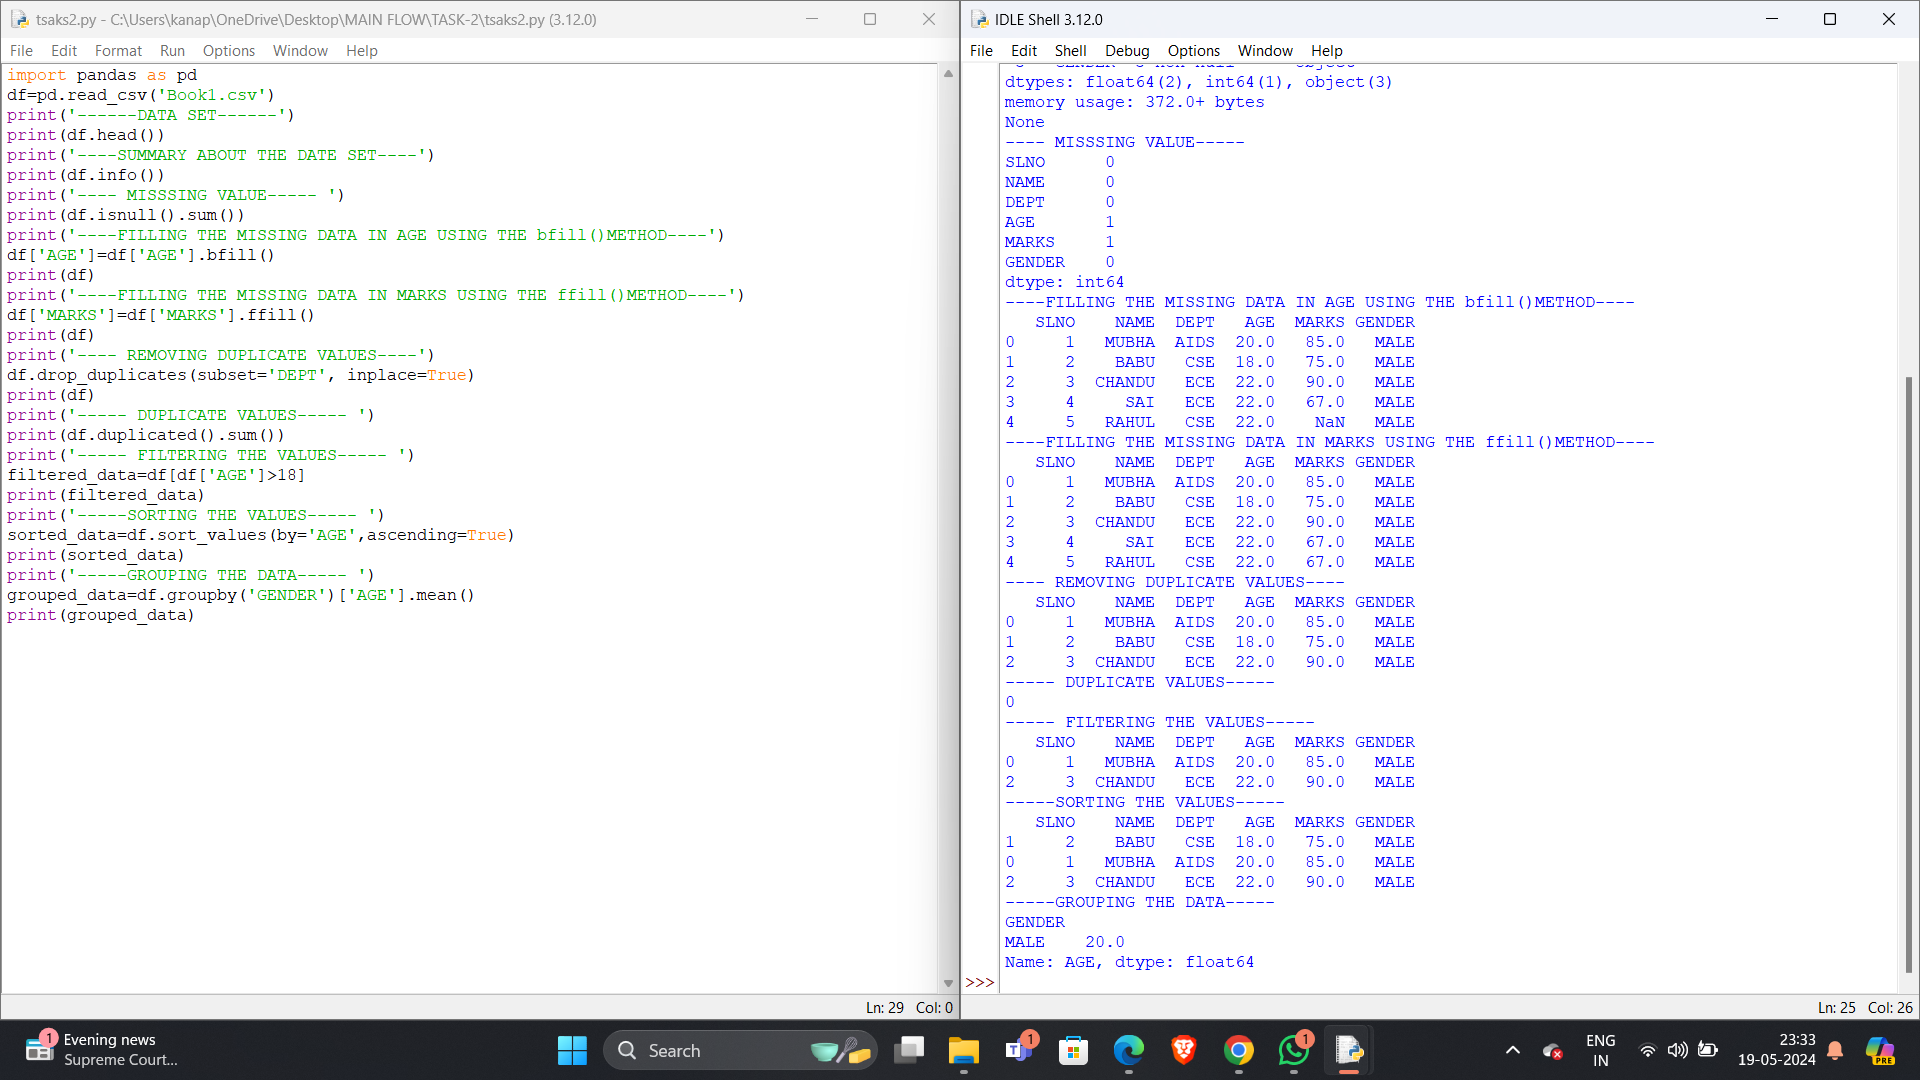 tsaks2.py - C:\Users\kanap\OneDrive\Desktop\MAIN FLOW\TASK-2\tsaks2.py (3.12.0)
File Edit Format Run Options Window Help
import pandas as pd
df=pd.read_csv('Book1.csv')
print('------DATA SET------')
print(df.head())
print('----SUMMARY ABOUT THE DATE SET----')
print(df.info())
print('---- MISSSING VALUE----- ')
print(df.isnull().sum())
print('----FILLING THE MISSING DATA IN AGE USING THE bfill()METHOD----')
df['AGE']=df['AGE'].bfill()
print(df)
print('----FILLING THE MISSING DATA IN MARKS USING THE ffill()METHOD----')
df['MARKS']=df['MARKS'].ffill()
print(df)
print('---- REMOVING DUPLICATE VALUES----')
df.drop_duplicates(subset='DEPT', inplace=True)
print(df)
print('----- DUPLICATE VALUES----- ')
print(df.duplicated().sum())
print('----- FILTERING THE VALUES----- ')
filtered_data=df[df['AGE']>18]
print(filtered_data)
print('-----SORTING THE VALUES----- ')
sorted_data=df.sort_values(by='AGE',ascending=True)
print(sorted_data)
print('-----GROUPING THE DATA----- ')
grouped_data=df.groupby('GENDER')['AGE'].mean()
print(grouped_data)
Ln: 29 Col: 0
IDLE Shell 3.12.0
File Edit Shell Debug Options Window Help
dtypes: float64(2), int64(1), object(3)
memory usage: 372.0+ bytes
None
---- MISSSING VALUE-----
SLNO      0
NAME      0
DEPT      0
AGE       1
MARKS     1
GENDER    0
dtype: int64
----FILLING THE MISSING DATA IN AGE USING THE bfill()METHOD----
   SLNO    NAME  DEPT   AGE  MARKS GENDER
0     1   MUBHA  AIDS  20.0   85.0   MALE
1     2    BABU   CSE  18.0   75.0   MALE
2     3  CHANDU   ECE  22.0   90.0   MALE
3     4     SAI   ECE  22.0   67.0   MALE
4     5   RAHUL   CSE  22.0    NaN   MALE
----FILLING THE MISSING DATA IN MARKS USING THE ffill()METHOD----
   SLNO    NAME  DEPT   AGE  MARKS GENDER
0     1   MUBHA  AIDS  20.0   85.0   MALE
1     2    BABU   CSE  18.0   75.0   MALE
2     3  CHANDU   ECE  22.0   90.0   MALE
3     4     SAI   ECE  22.0   67.0   MALE
4     5   RAHUL   CSE  22.0   67.0   MALE
---- REMOVING DUPLICATE VALUES----
   SLNO    NAME  DEPT   AGE  MARKS GENDER
0     1   MUBHA  AIDS  20.0   85.0   MALE
1     2    BABU   CSE  18.0   75.0   MALE
2     3  CHANDU   ECE  22.0   90.0   MALE
----- DUPLICATE VALUES-----
0
----- FILTERING THE VALUES-----
   SLNO    NAME  DEPT   AGE  MARKS GENDER
0     1   MUBHA  AIDS  20.0   85.0   MALE
2     3  CHANDU   ECE  22.0   90.0   MALE
-----SORTING THE VALUES-----
   SLNO    NAME  DEPT   AGE  MARKS GENDER
1     2    BABU   CSE  18.0   75.0   MALE
0     1   MUBHA  AIDS  20.0   85.0   MALE
2     3  CHANDU   ECE  22.0   90.0   MALE
-----GROUPING THE DATA-----
GENDER
MALE    20.0
Name: AGE, dtype: float64
>>>
Ln: 25 Col: 26
1
Evening news
Supreme Court...
Search
1
1
ENG
IN
23:33
19-05-2024
PRE